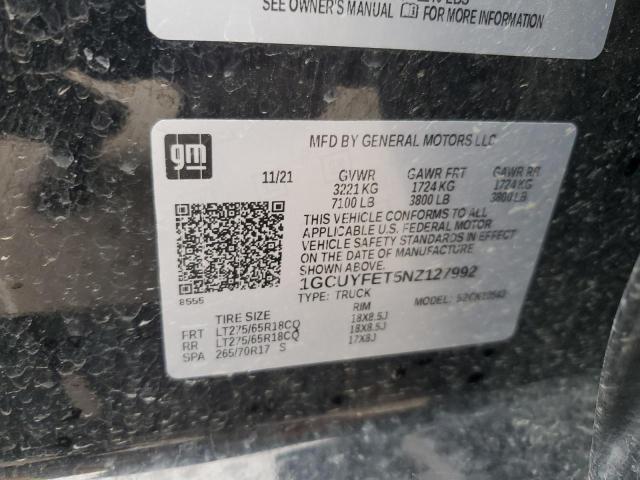 SEE OWNER'S MANUAL FOR MORE INFORMATION
gm
MFD BY GENERAL MOTORS LLC
11/21 GVWR GAWR FRT GAWR RR
3221 KG 1724 KG 1724 KG
7100 LB 3800 LB 3800 LB
THIS VEHICLE CONFORMS TO ALL
APPLICABLE U.S. FEDERAL MOTOR
VEHICLE SAFETY STANDARDS IN EFFECT
ON THE DATE OF MANUFACTURE
SHOWN ABOVE.
1GCUYFET5NZ127992
8555
TYPE: TRUCK MODEL:
TIRE SIZE RIM
FRT LT275/65R18CQ 18X8.5J
RR LT275/65R18CQ 18X8.5J
SPA 265/70R17 S 17X8J